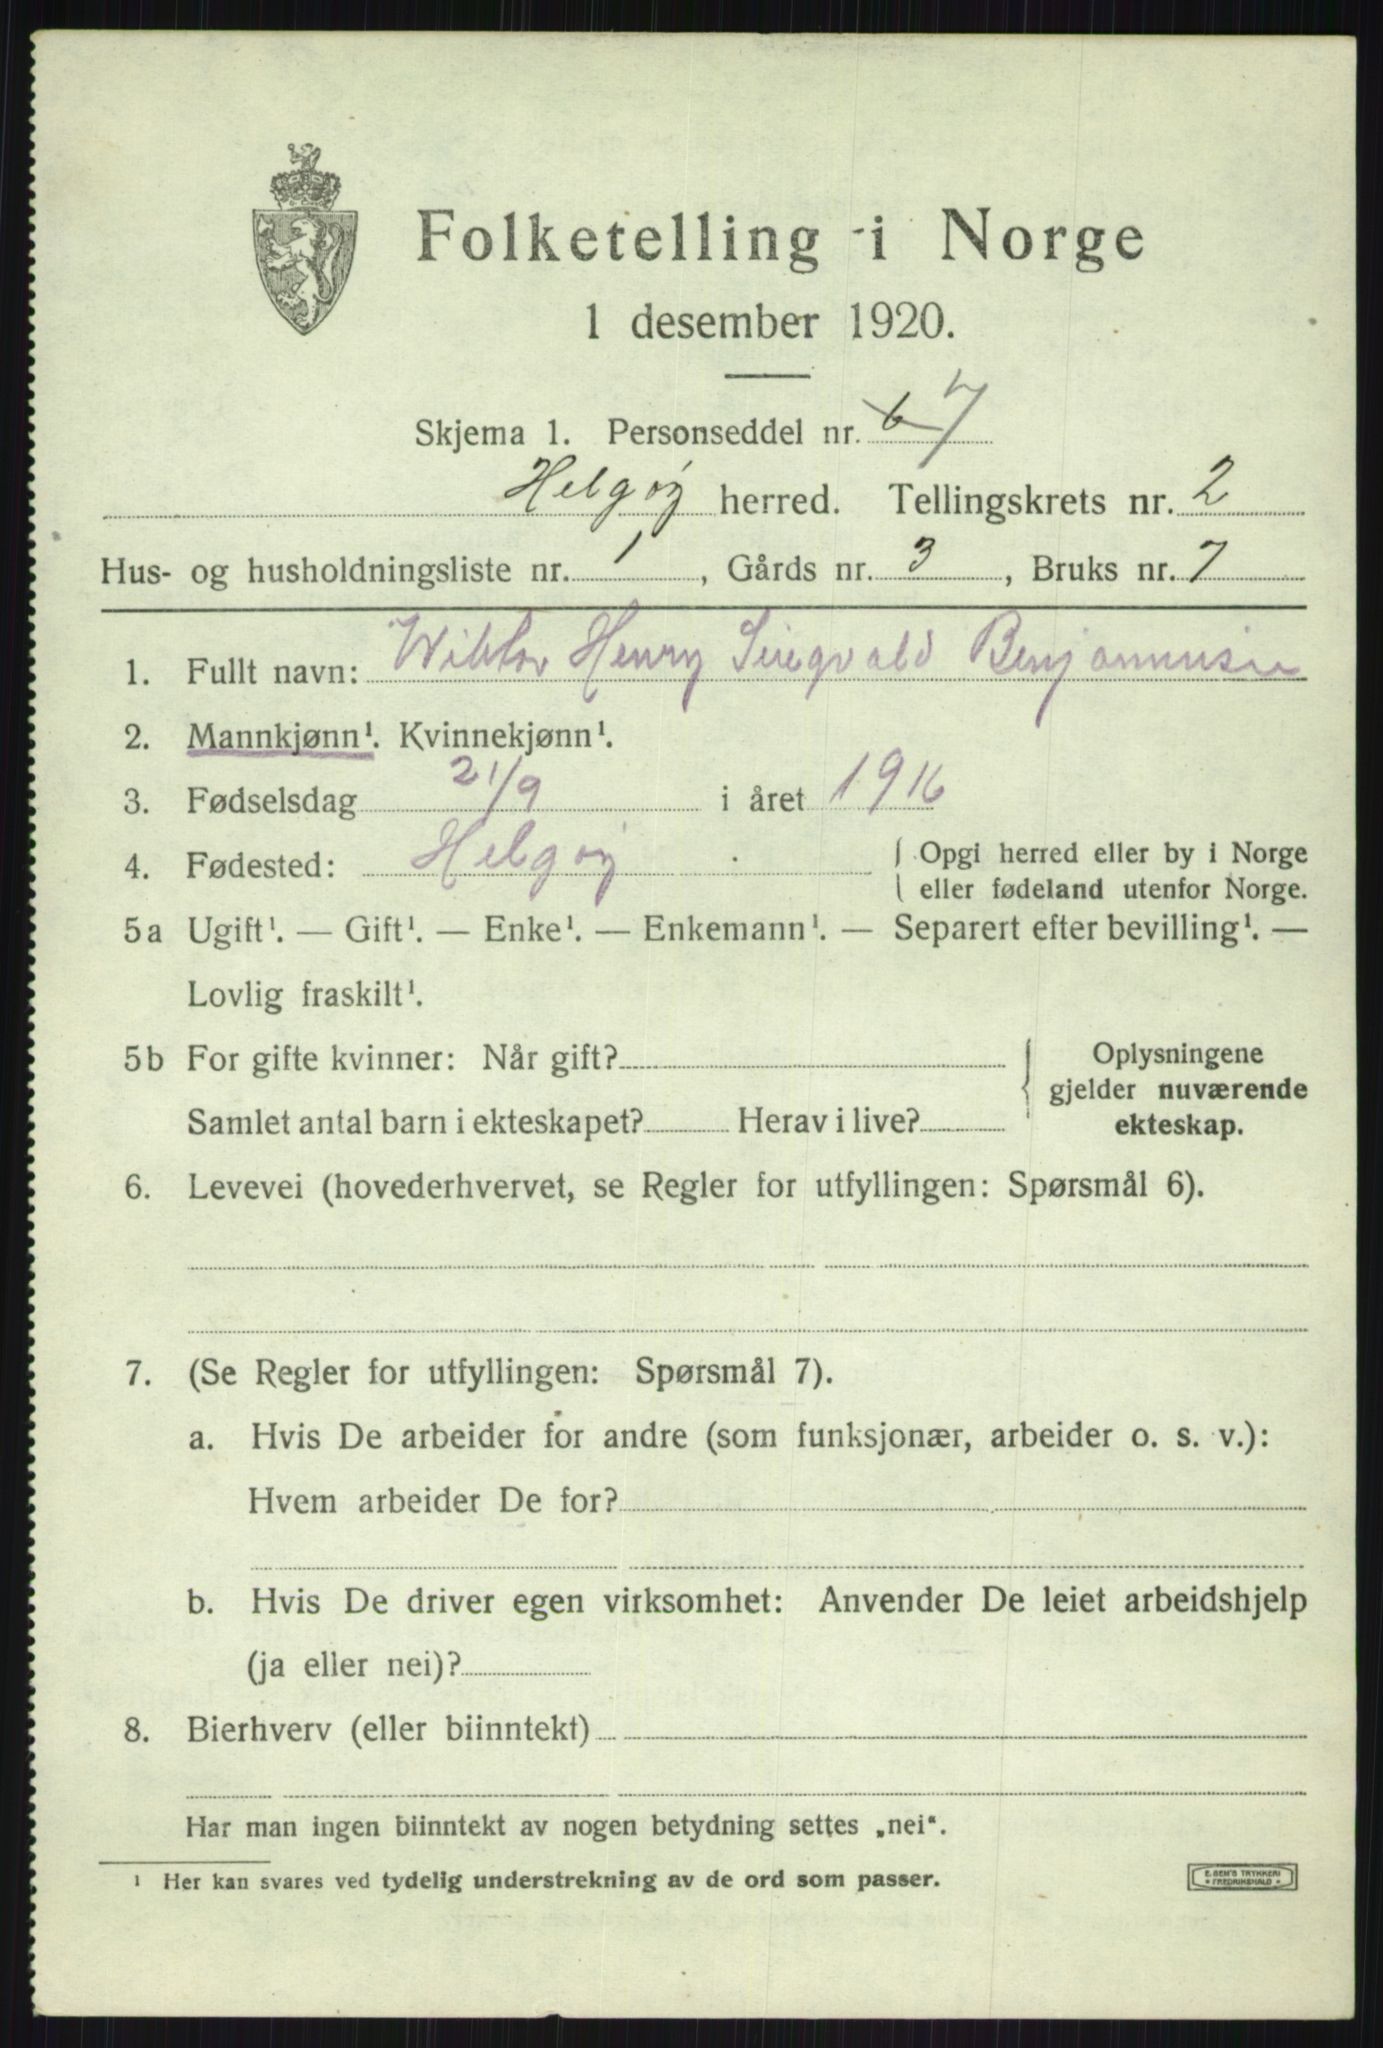 Folketelling i Norge
1 desember 1920.
Skjema 1. Personseddel nr. 6 7
Helgøy herred. Tellingskrets nr. 2
Hus- og husholdningsliste nr. 1, Gårds nr. 3, Bruks nr. 7
1. Fullt navn: Wiktor Henry Benjaminsen
2. Mannkjønn¹. Kvinnekjønn¹.
3. Fødselsdag 21/9 i året 1916
4. Fødested: Helgøy { Opgi herred eller by i Norge
eller fødeland utenfor Norge.
5a Ugift¹. — Gift¹. — Enke¹. — Enkemann¹. — Separert efter bevilling¹. —
Lovlig fraskilt¹.
5b For gifte kvinner: Når gift? { Oplysningene
gjelder nuværende
Samlet antal barn i ekteskapet? Herav i live? ekteskap.
6. Levevei (hovederhvervet, se Regler for utfyllingen: Spørsmål 6).
7. (Se Regler for utfyllingen: Spørsmål 7).
a. Hvis De arbeider for andre (som funksjonær, arbeider o. s. v.):
Hvem arbeider De for?
b. Hvis De driver egen virksomhet: Anvender De leiet arbeidshjelp
(ja eller nei)?
8. Bierhverv (eller biinntekt)
Har man ingen biinntekt av nogen betydning settes „nei“.
¹ Her kan svares ved tydelig understrekning av de ord som passer.
E. SEM'S TRYKKERI
* FREDRIKSHALD *